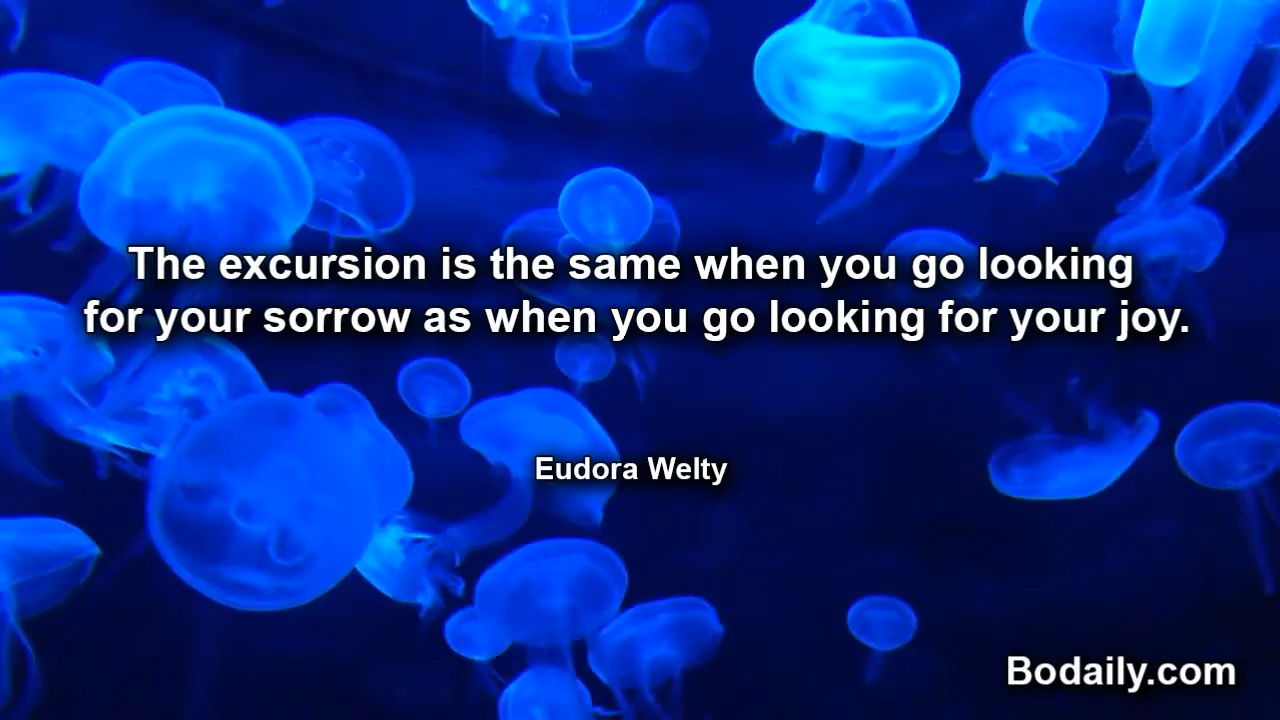 The excursion is the same when you go looking
for your sorrow as when you go looking for your joy.
Eudora Welty
Bodaily.com